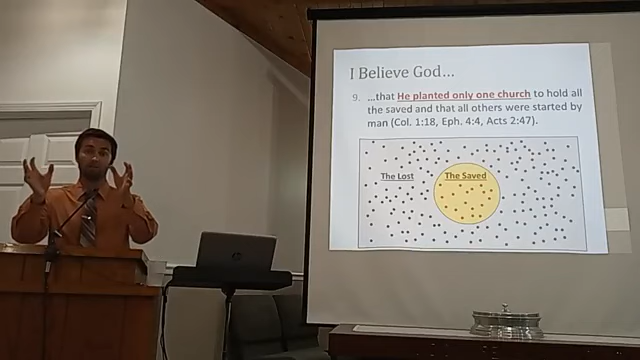 I Believe God...
9. ...that He planted only one church to hold all
the saved and that all others were started by
man (Col. 1:18, Eph. 4:4, Acts 2:47).
The Lost
The Saved